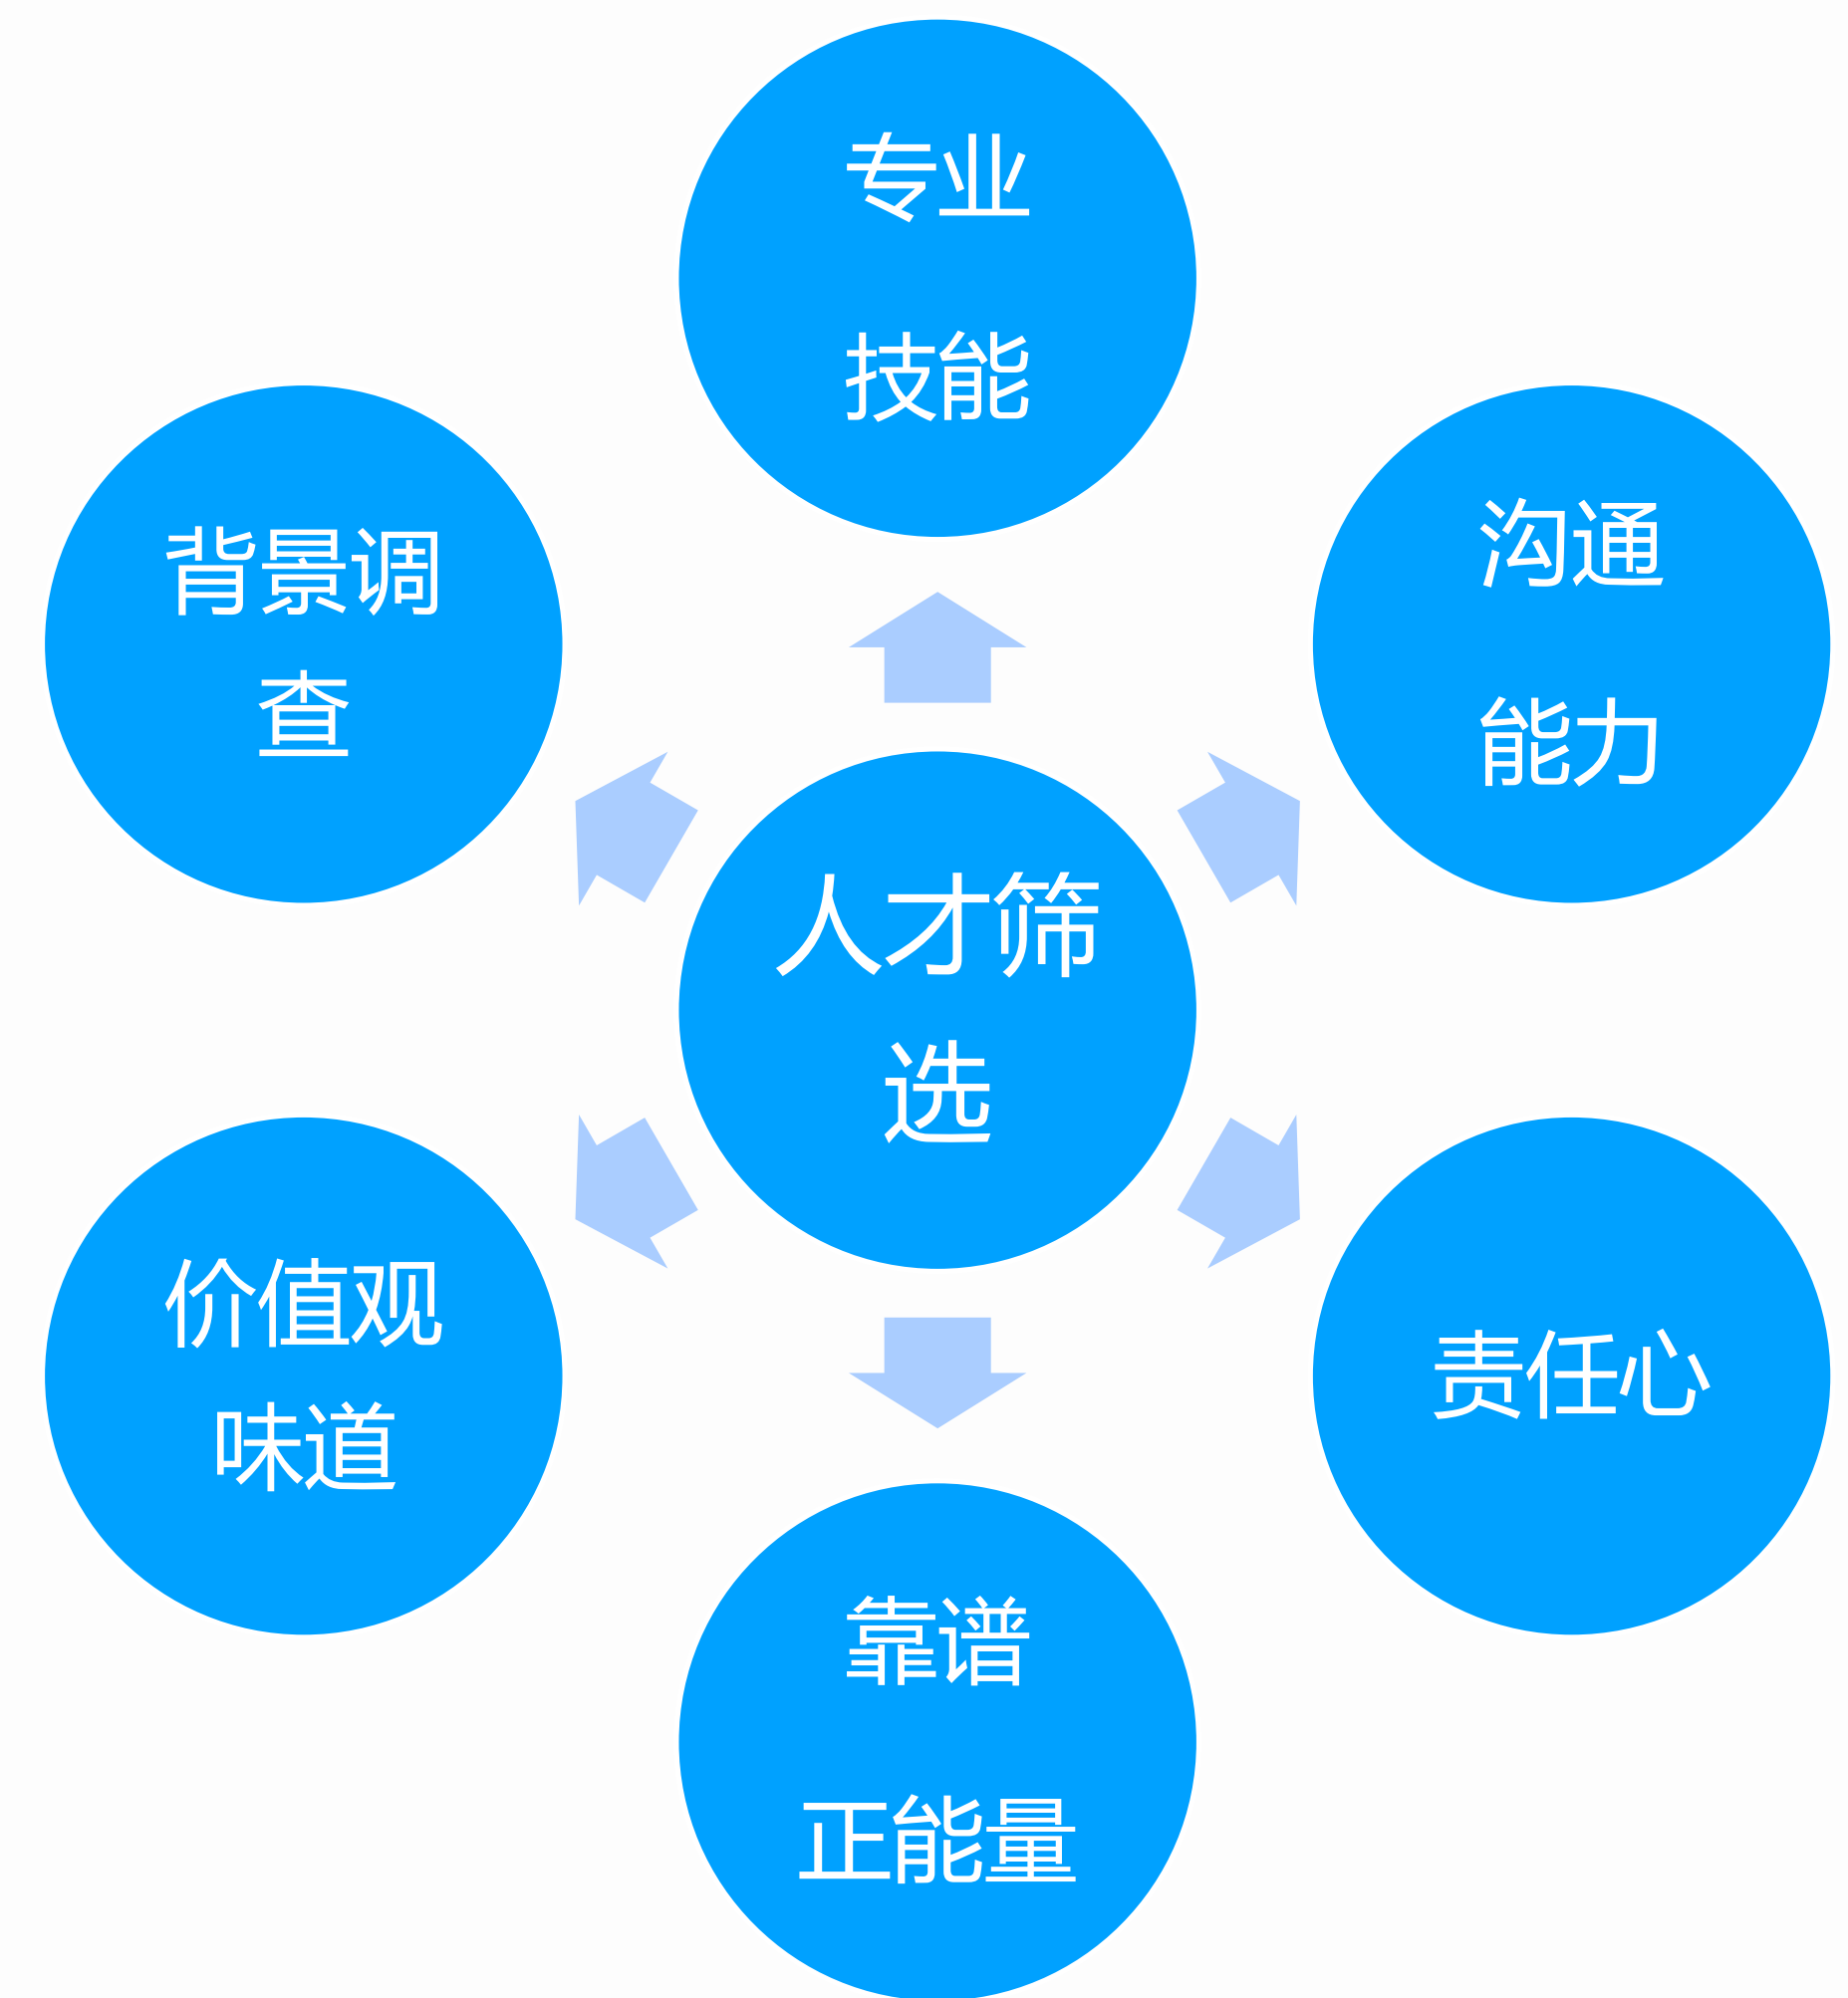 专业
技能
沟通
能力
责任心
靠谱
正能量
价值观
味道
背景调
查
人才筛
选